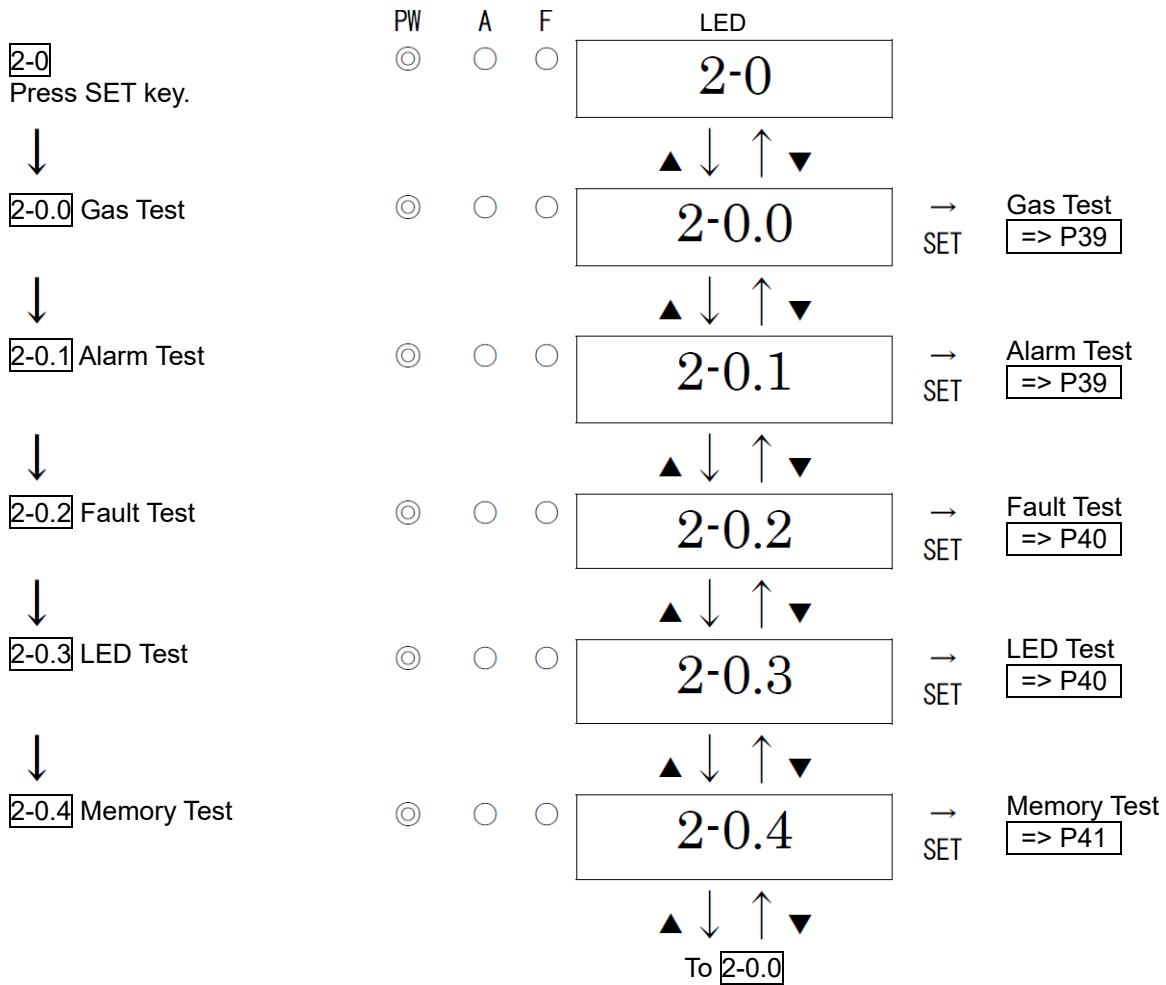 PW A F LED
2-0 2-0
Press SET key.
↓ ▲ ↓ ↑ ▼
2-0.0 Gas Test ◎ ○ ○ 2-0.0 → Gas Test
SET => P39
↓ ▲ ↓ ↑ ▼
2-0.1 Alarm Test ◎ ○ ○ 2-0.1 → Alarm Test
SET => P39
↓ ▲ ↓ ↑ ▼
2-0.2 Fault Test ◎ ○ ○ 2-0.2 → Fault Test
SET => P40
↓ ▲ ↓ ↑ ▼
2-0.3 LED Test ◎ ○ ○ 2-0.3 → LED Test
SET => P40
↓ ▲ ↓ ↑ ▼
2-0.4 Memory Test ◎ ○ ○ 2-0.4 → Memory Test
SET => P41
▲ ↓ ↑ ▼
To 2-0.0